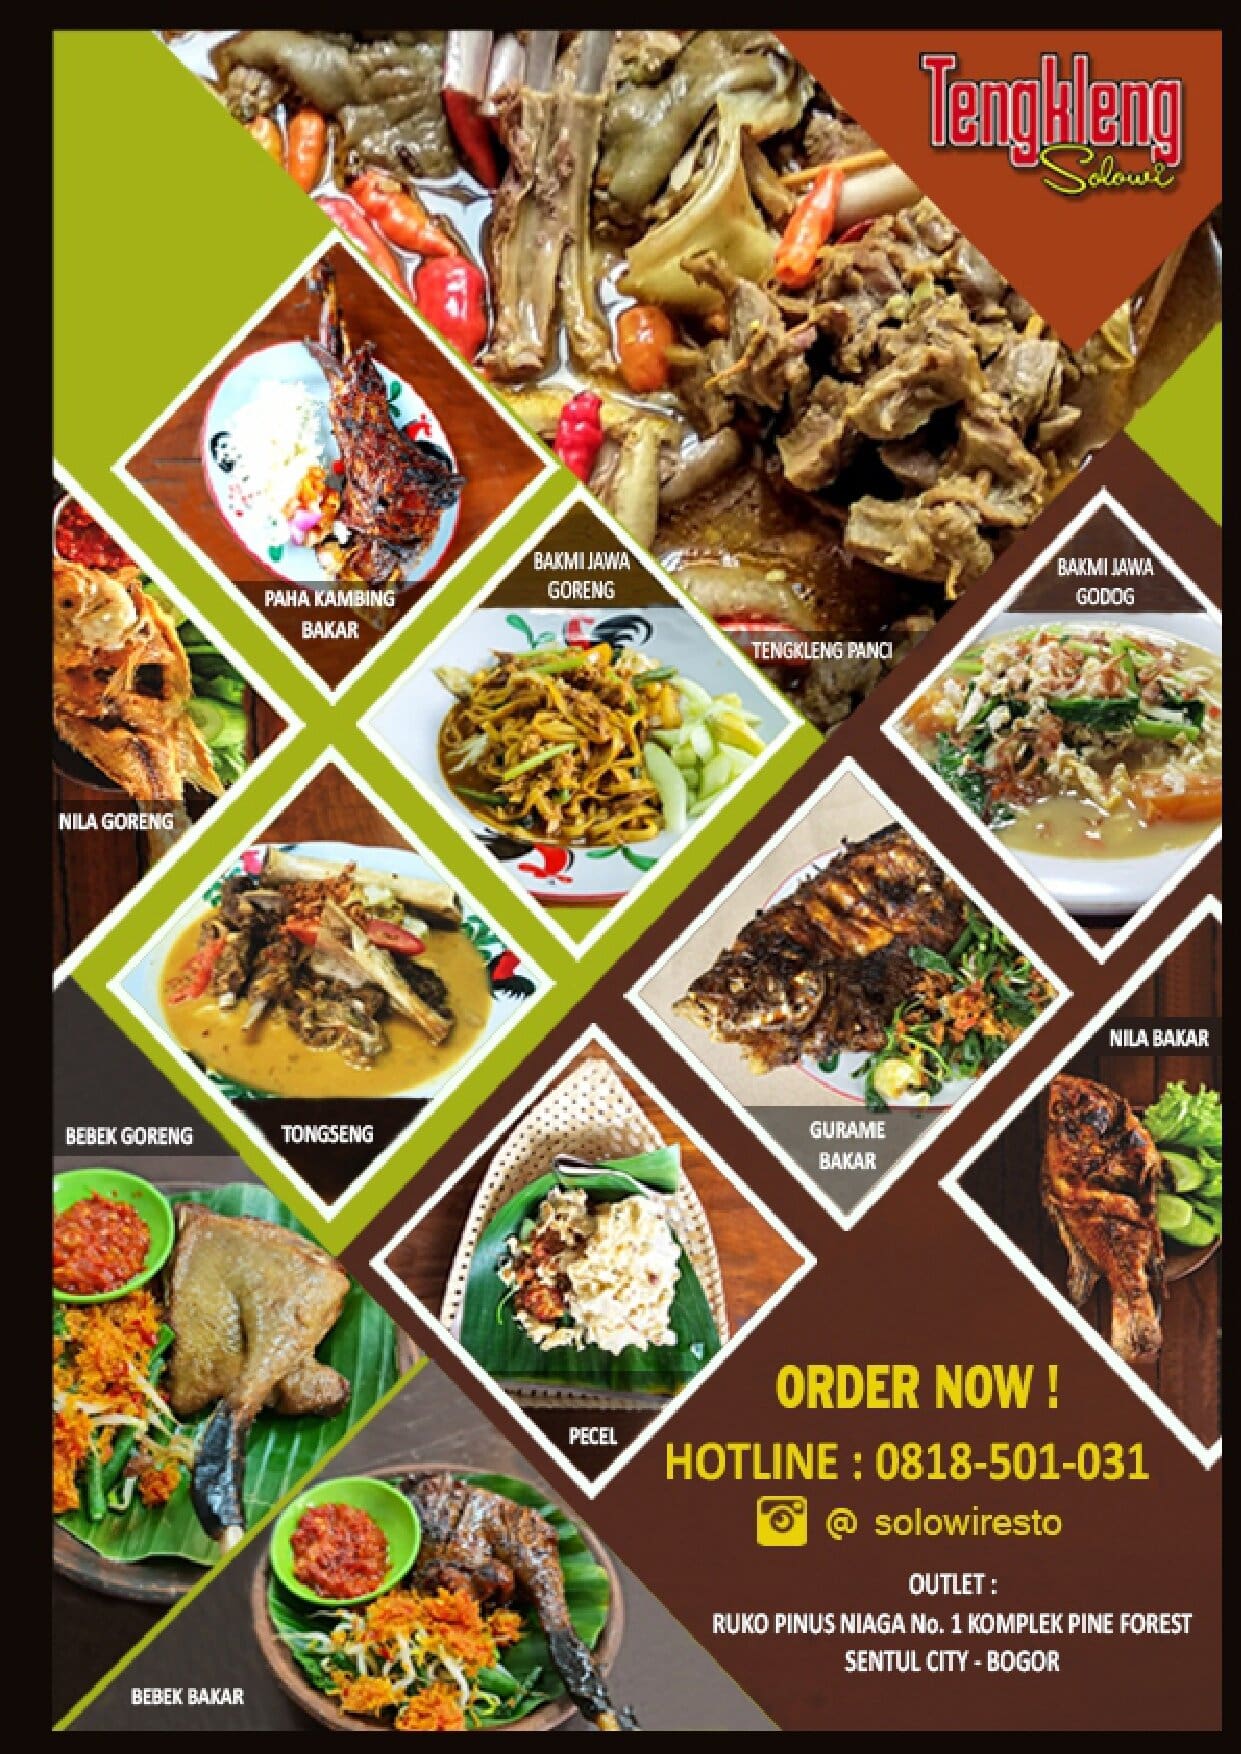 Tengkleng
Solowi
PAHA KAMBING
BAKAR
BAKMI JAWA
GORENG
BAKMI JAWA
GODOG
TENGKLENG PANCI
NILA GORENG
NILA BAKAR
BEBEK GORENG
TONGSENG
GURAME
BAKAR
PECEL
BEBEK BAKAR
ORDER NOW !
HOTLINE : 0818-501-031
@ solowiresto
OUTLET :
RUKO PINUS NIAGA No. 1 KOMPLEK PINE FOREST
SENTUL CITY - BOGOR